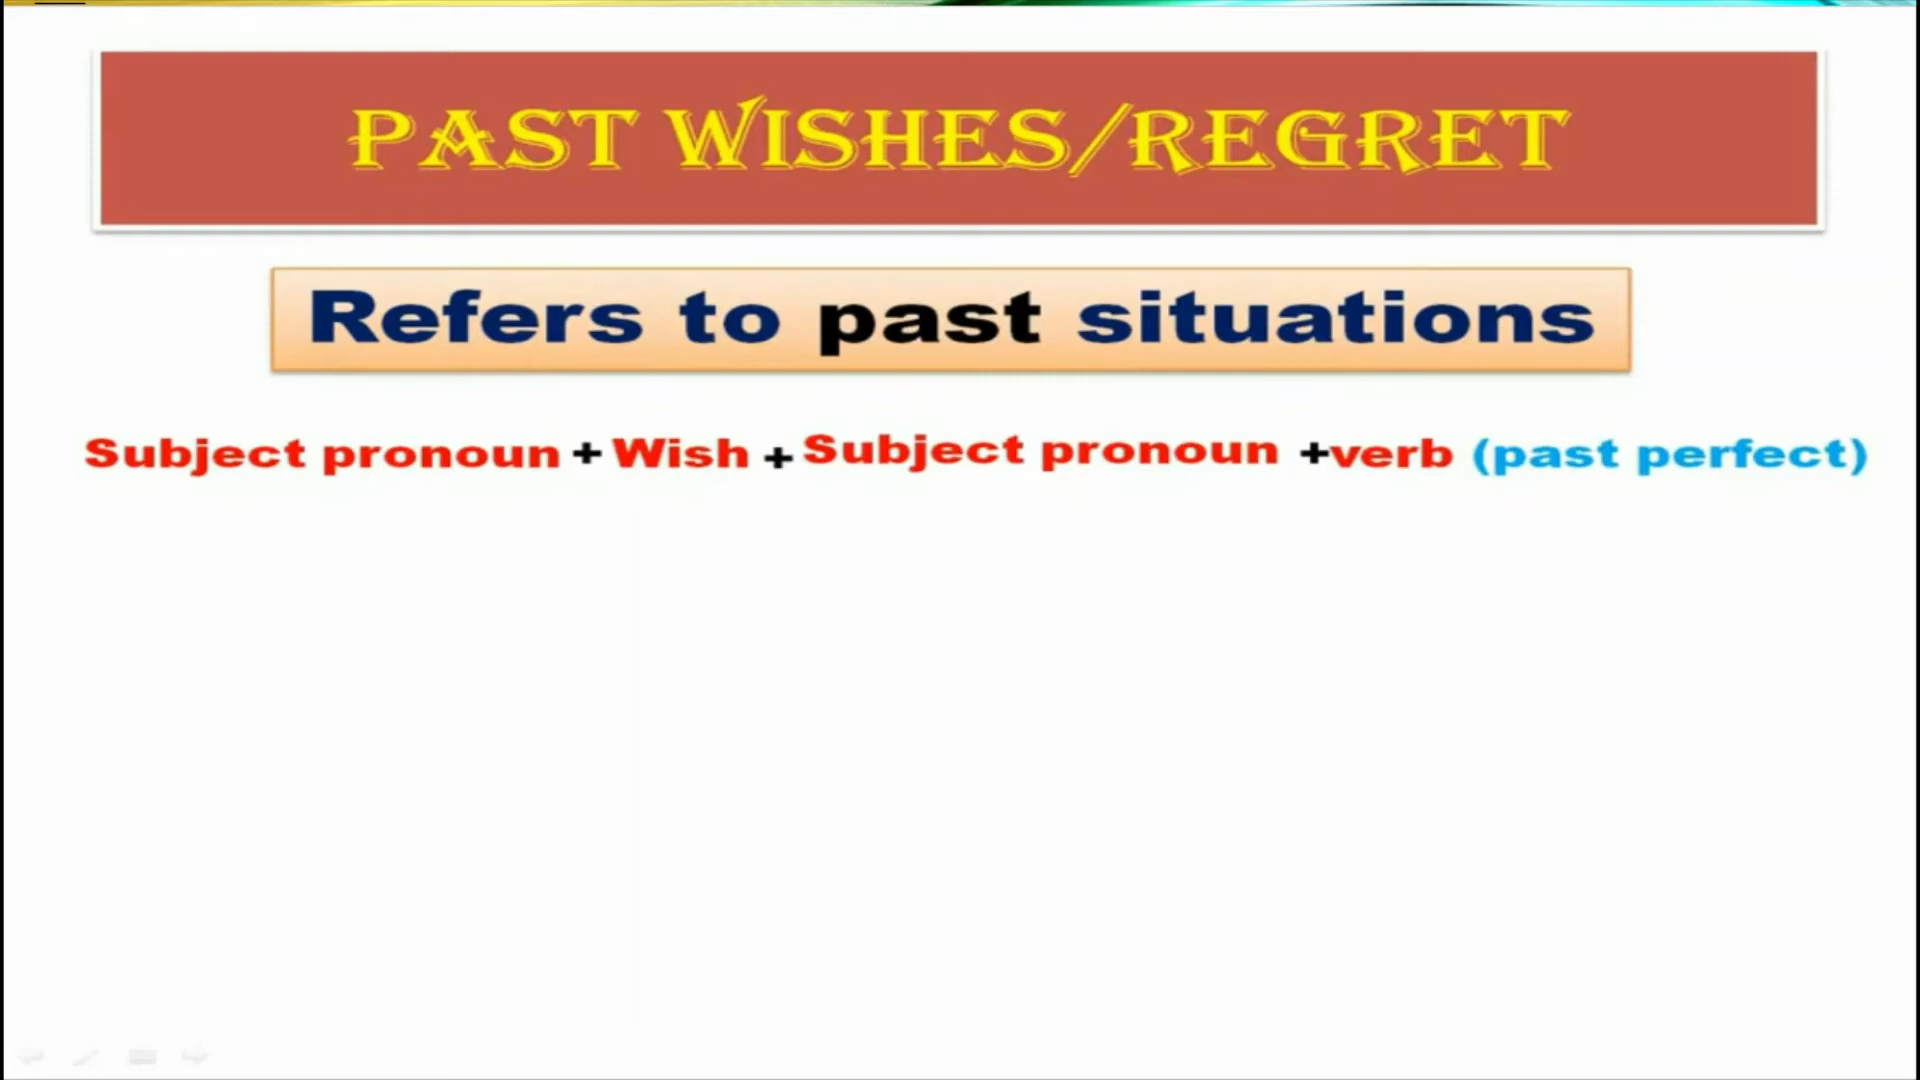 PAST WISHES/REGRET
Refers to past situations
Subject pronoun + Wish + Subject pronoun +verb (past perfect)